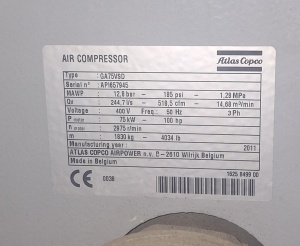 AIR COMPRESSOR
Atlas Copco
Type : GA75VSD
Serial n° : API657945
MAWP : 12,8 bar - 185 psi - 1,28 MPa
Qv : 244,7 l/s - 518,5 cfm - 14,68 m³/min
Voltage : 400 V Freq. 50 Hz 3 Ph
P motor : 75 kW - 100 hp
n motor : 2975 r/min
m : 1830 kg - 4034 lb
Manufacturing year : 2011
ATLAS COPCO AIRPOWER n.v. B - 2610 Wilrijk Belgium
Made in Belgium
CE
0038
1625 8499 00